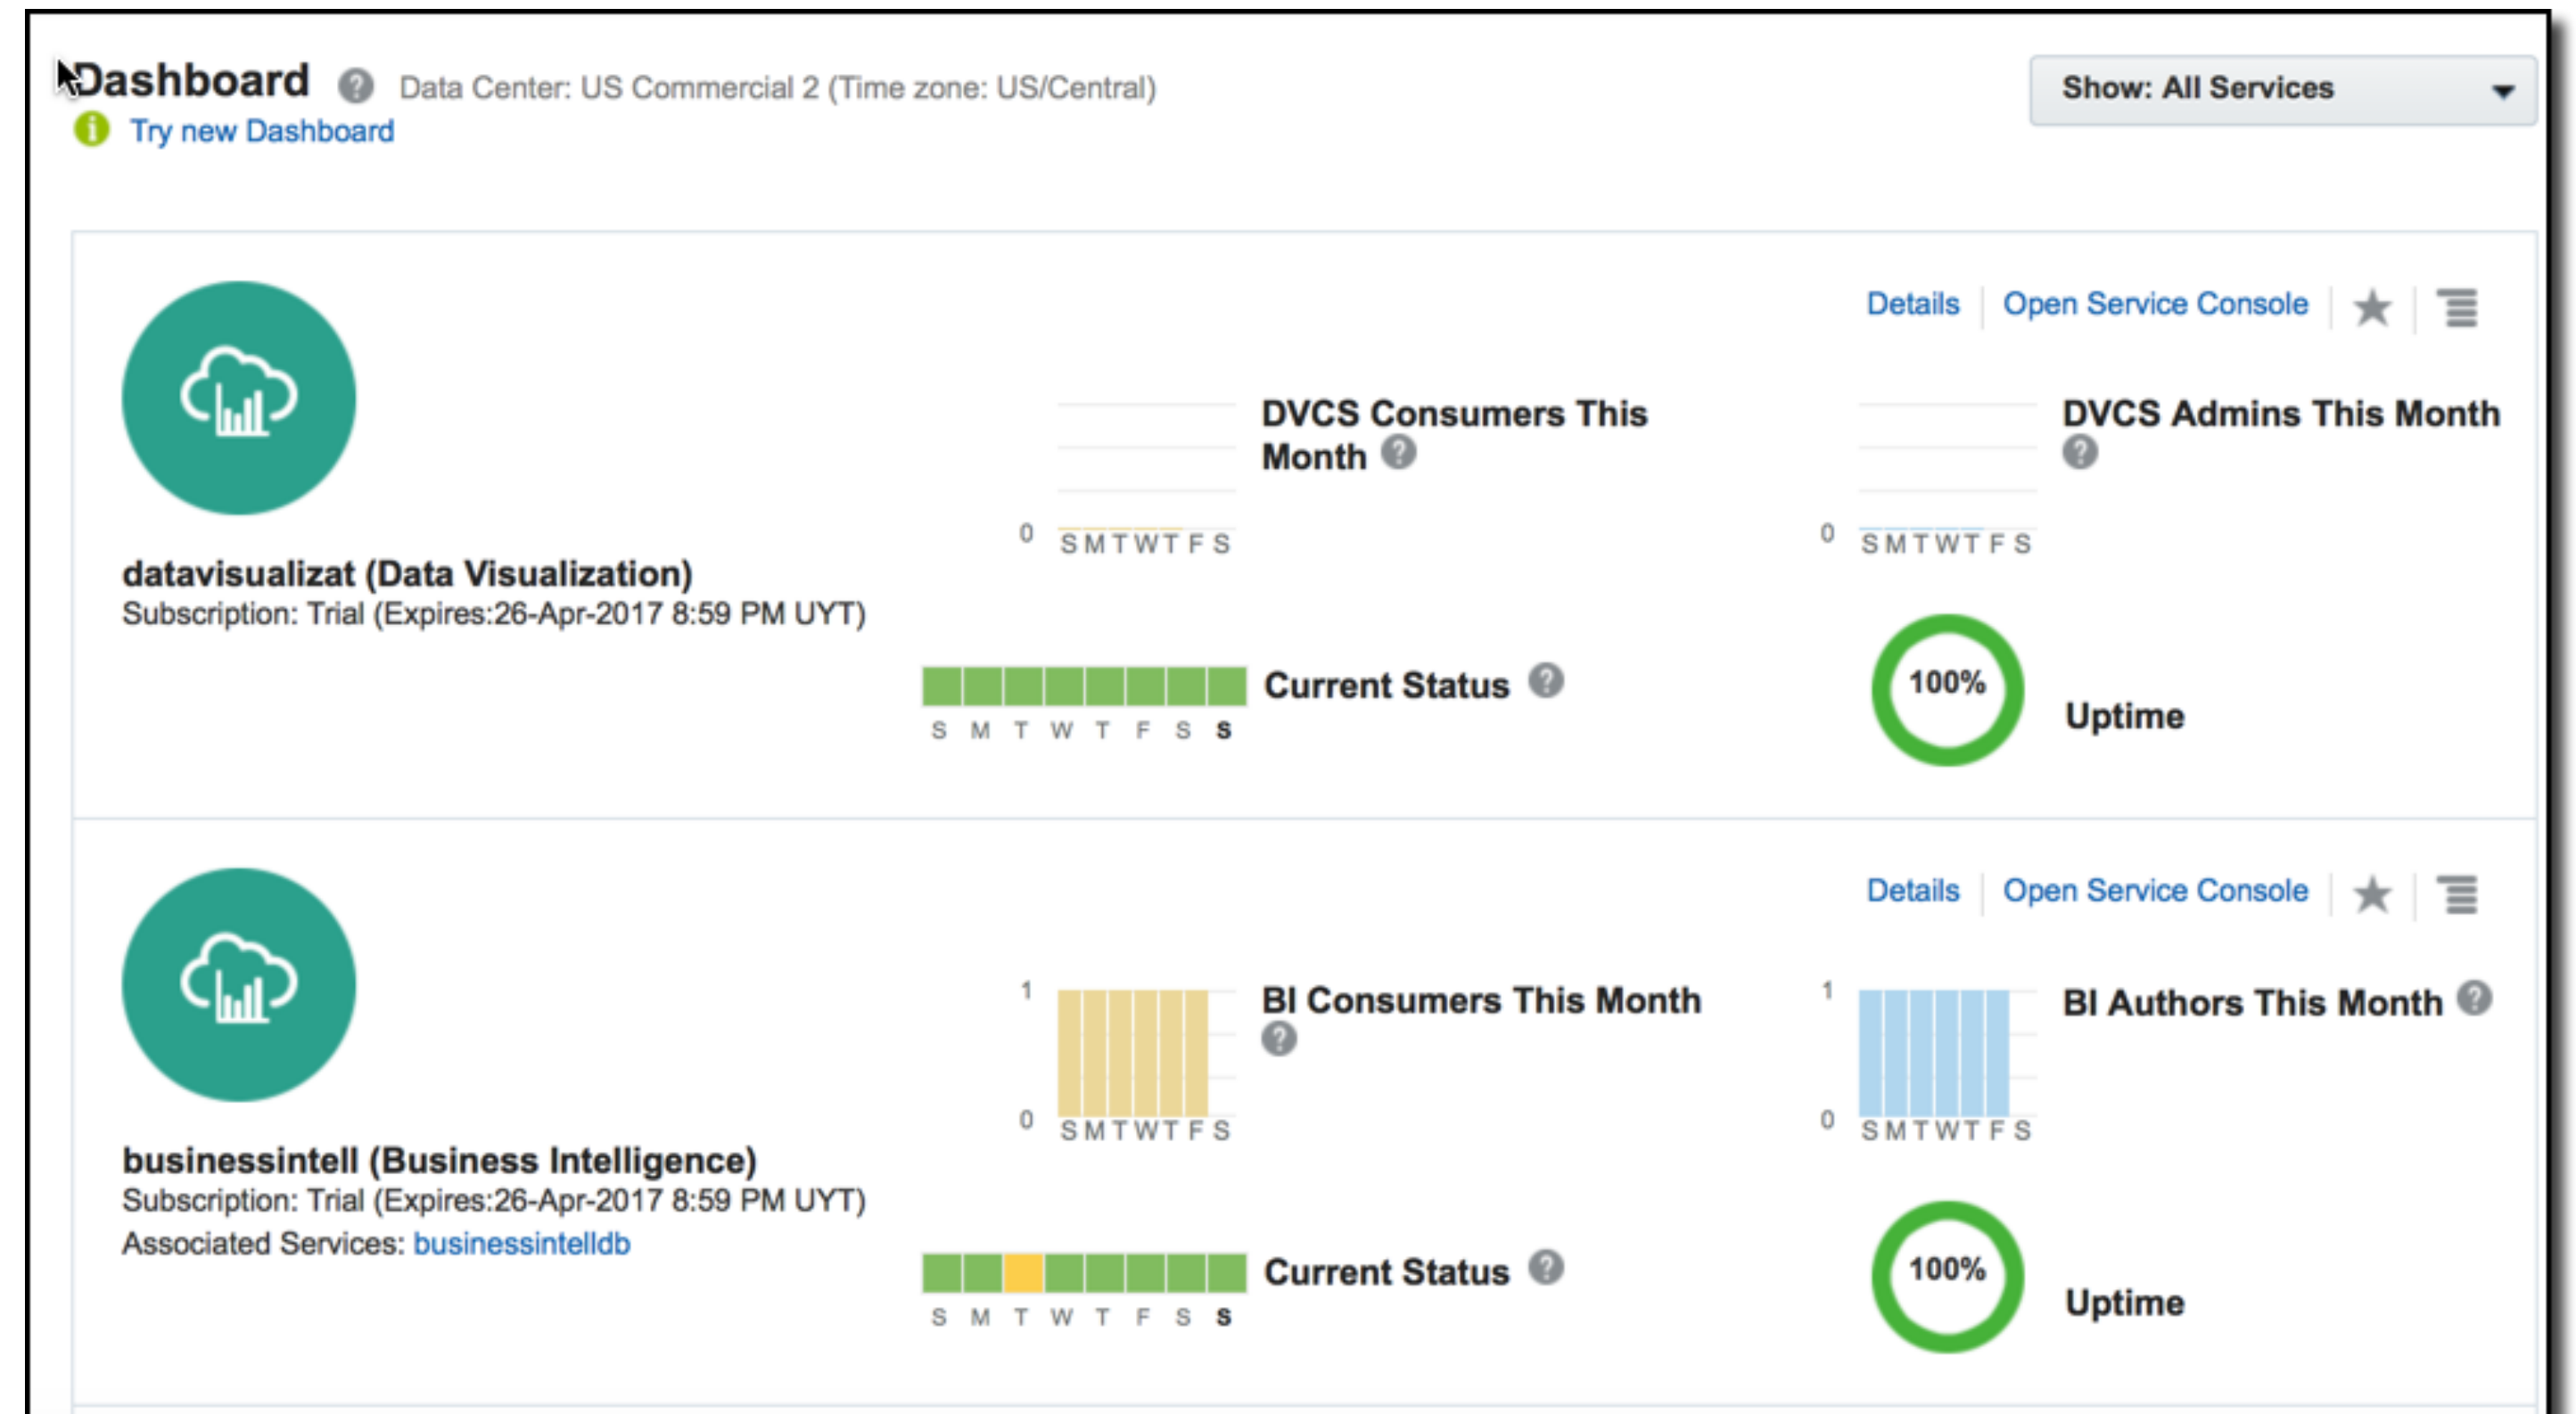 Dashboard ? Data Center: US Commercial 2 (Time zone: US/Central)
Show: All Services
i Try new Dashboard
Details Open Service Console
DVCS Consumers This
Month ?
0
S M T W T F S
DVCS Admins This Month
?
0
S M T W T F S
datavisualizat (Data Visualization)
Subscription: Trial (Expires:26-Apr-2017 8:59 PM UYT)
Current Status ?
S M T W T F S S
100%
Uptime
Details Open Service Console
1
BI Consumers This Month
?
0
S M T W T F S
1
BI Authors This Month ?
0
S M T W T F S
businessintell (Business Intelligence)
Subscription: Trial (Expires:26-Apr-2017 8:59 PM UYT)
Associated Services: businessintelldb
Current Status ?
S M T W T F S S
100%
Uptime